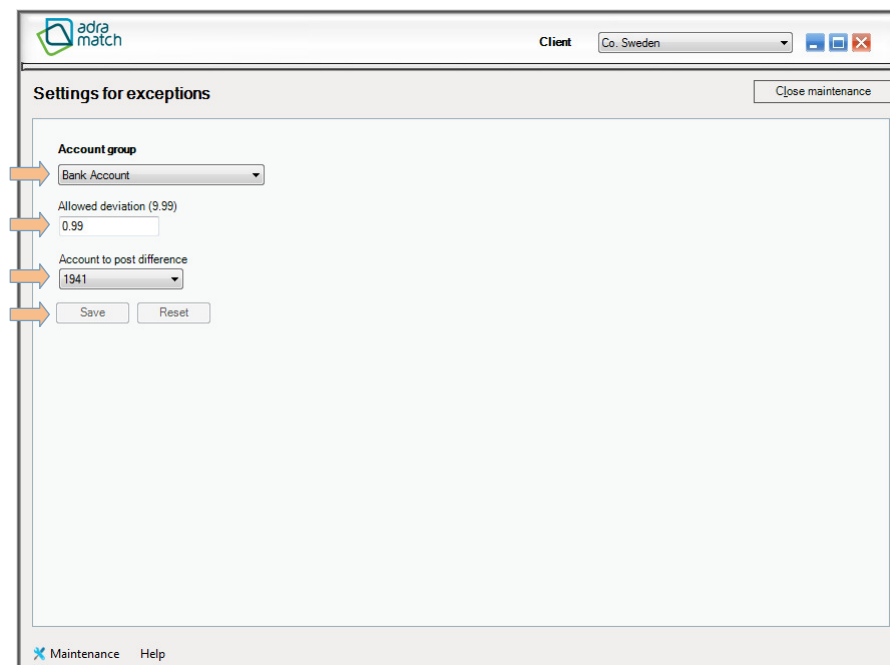 adra
match
Client Co. Sweden
Settings for exceptions
Close maintenance
Account group
Bank Account
Allowed deviation (9.99)
0.99
Account to post difference
1941
Save Reset
Maintenance Help